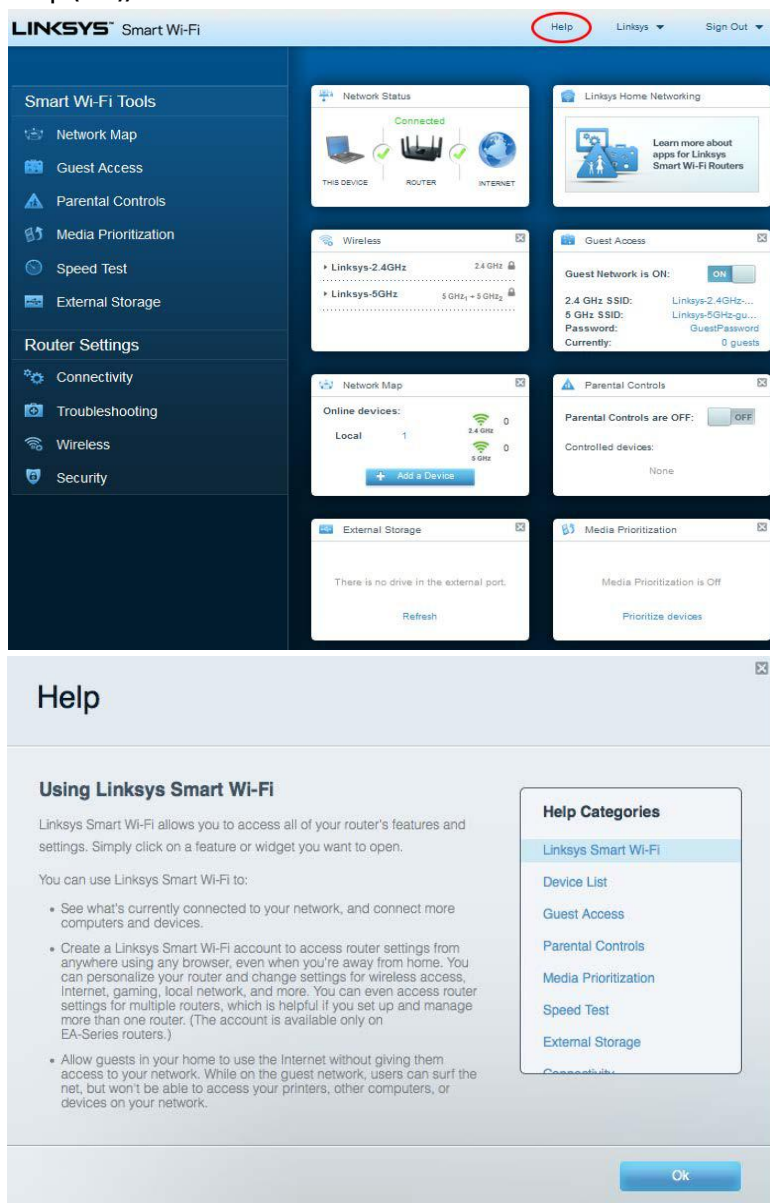 LINKSYS™ Smart Wi-Fi
Help
Linksys
Sign Out
Smart Wi-Fi Tools
Network Map
Guest Access
Parental Controls
Media Prioritization
Speed Test
External Storage
Router Settings
Connectivity
Troubleshooting
Wireless
Security
Network Status
Connected
THIS DEVICE
ROUTER
INTERNET
Linksys Home Networking
Learn more about
apps for Linksys
Smart Wi-Fi Routers
Wireless
Linksys-2.4GHz 2.4 GHz
Linksys-5GHz 5 GHz1 + 5 GHz2
Guest Access
Guest Network is ON: ON
2.4 GHz SSID: Linksys-2.4GHz-...
5 GHz SSID: Linksys-5GHz-gu...
Password: GuestPassword
Currently: 0 guests
Network Map
Online devices:
Local 1
0
2.4 GHz
0
5 GHz
+ Add a Device
Parental Controls
Parental Controls are OFF: OFF
Controlled devices:
None
External Storage
There is no drive in the external port.
Refresh
Media Prioritization
Media Prioritization is Off
Prioritize devices
Help
Using Linksys Smart Wi-Fi
Linksys Smart Wi-Fi allows you to access all of your router's features and
settings. Simply click on a feature or widget you want to open.
You can use Linksys Smart Wi-Fi to:
• See what's currently connected to your network, and connect more
computers and devices.
• Create a Linksys Smart Wi-Fi account to access router settings from
anywhere using any browser, even when you're away from home. You
can personalize your router and change settings for wireless access,
Internet, gaming, local network, and more. You can even access router
settings for multiple routers, which is helpful if you set up and manage
more than one router. (The account is available only on
EA-Series routers.)
• Allow guests in your home to use the Internet without giving them
access to your network. While on the guest network, users can surf the
net, but won't be able to access your printers, other computers, or
devices on your network.
Help Categories
Linksys Smart Wi-Fi
Device List
Guest Access
Parental Controls
Media Prioritization
Speed Test
External Storage
Connectivity
Ok